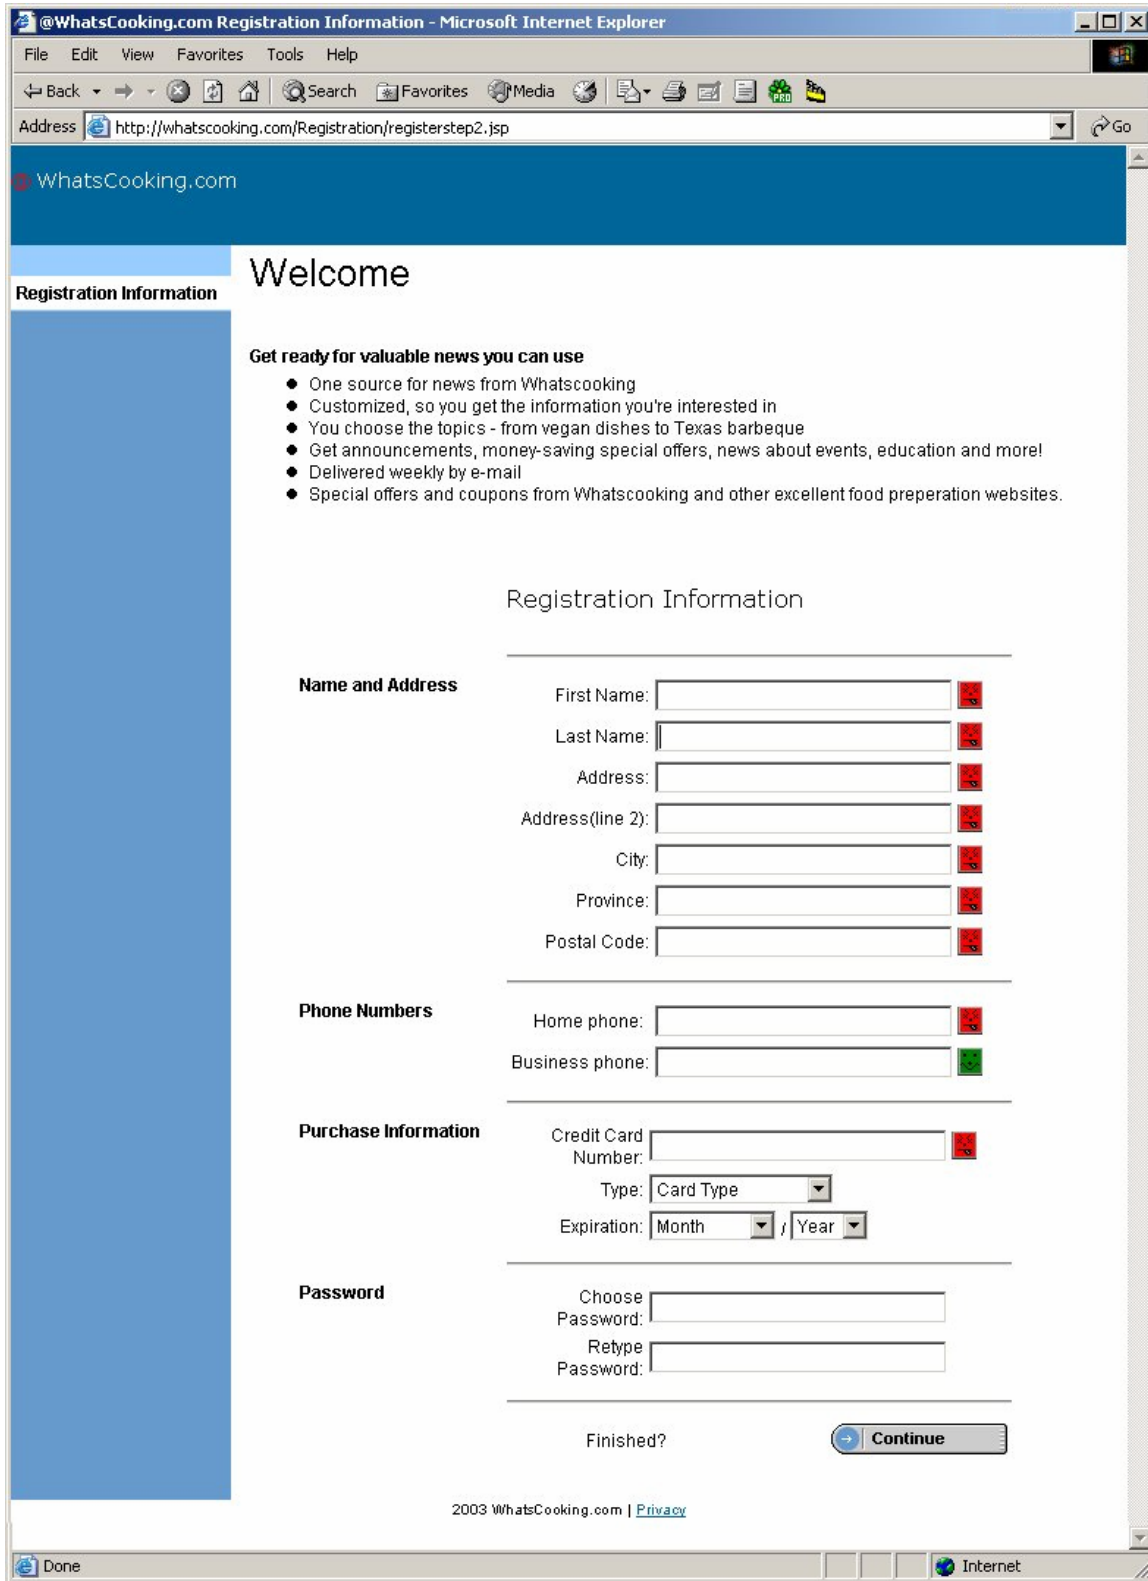 @WhatsCooking.com Registration Information - Microsoft Internet Explorer
File Edit View Favorites Tools Help
Back Search Favorites Media PRO
Address http://whatscooking.com/Registration/registerstep2.jsp Go
@ WhatsCooking.com
Welcome
Registration Information
Get ready for valuable news you can use
● One source for news from Whatscooking
● Customized, so you get the information you're interested in
● You choose the topics - from vegan dishes to Texas barbeque
● Get announcements, money-saving special offers, news about events, education and more!
● Delivered weekly by e-mail
● Special offers and coupons from Whatscooking and other excellent food preperation websites.
Registration Information
Name and Address
First Name:
Last Name:
Address:
Address(line 2):
City:
Province:
Postal Code:
Phone Numbers
Home phone:
Business phone:
Purchase Information
Credit Card
Number:
Type: Card Type
Expiration: Month / Year
Password
Choose
Password:
Retype
Password:
Finished? Continue
2003 WhatsCooking.com | Privacy
Done Internet